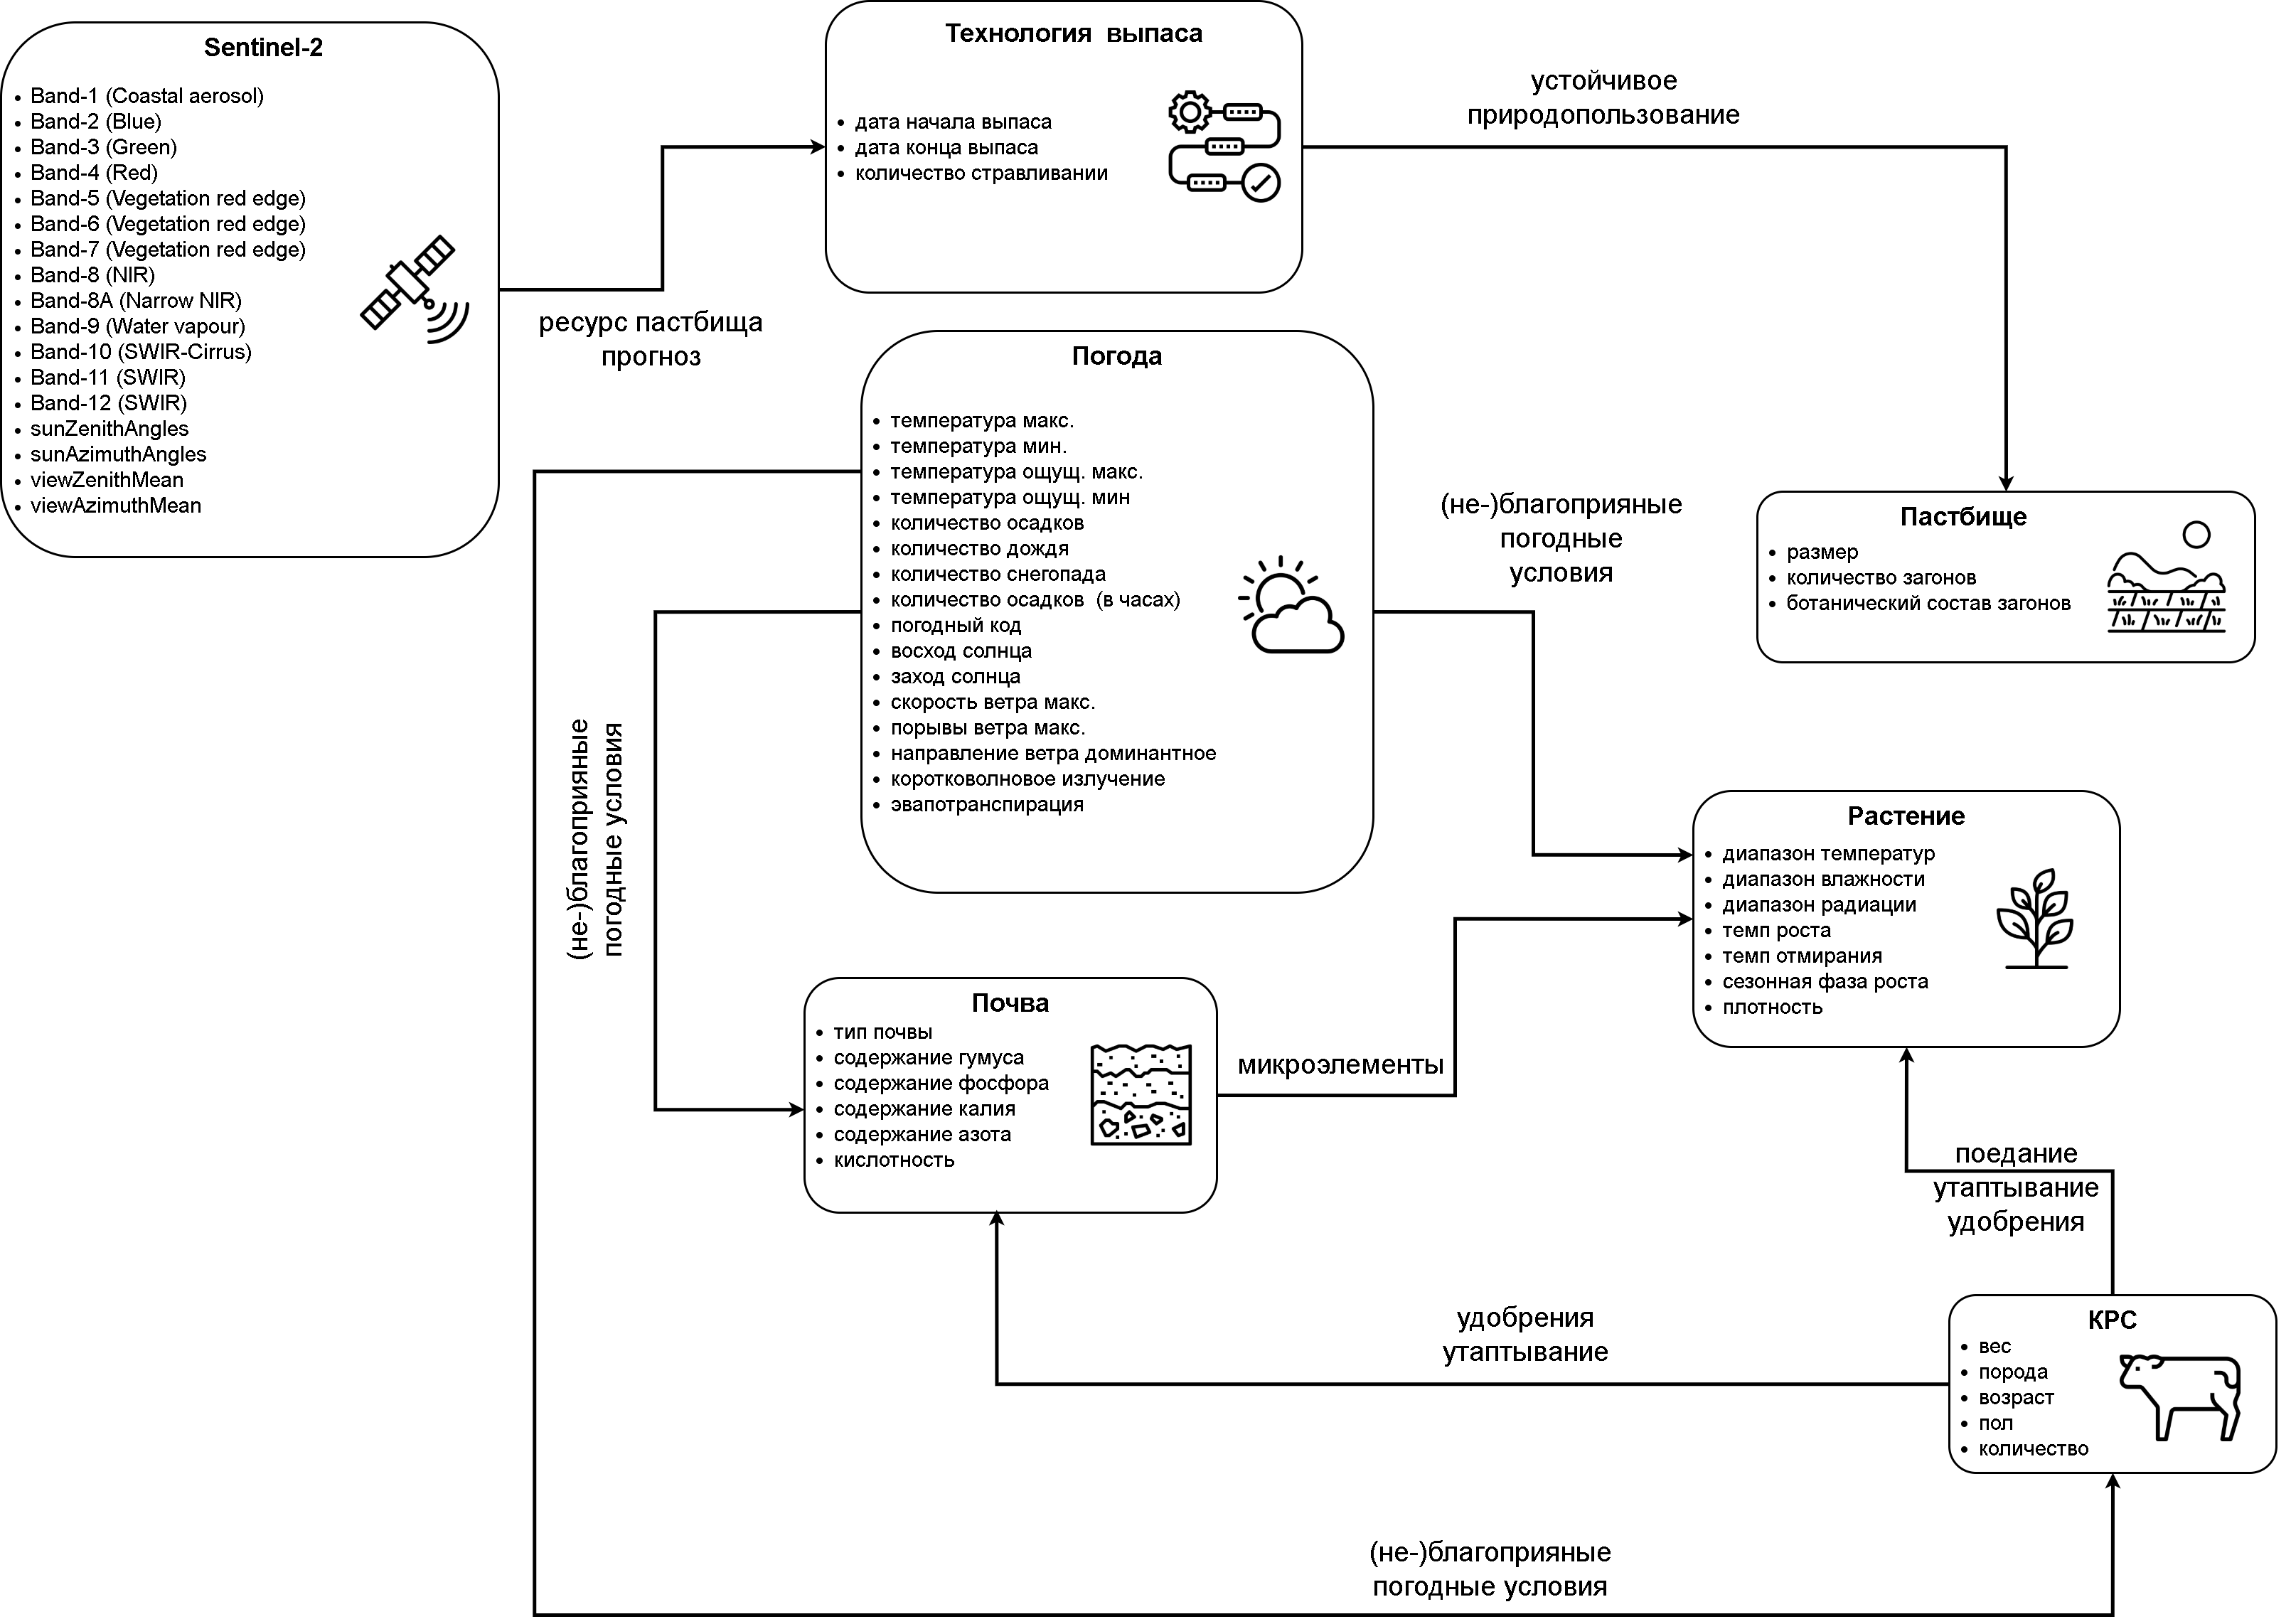 Sentinel-2
Band-1 (Coastal aerosol)
Band-2 (Blue)
Band-3 (Green)
Band-4 (Red)
Band-5 (Vegetation red edge)
Band-6 (Vegetation red edge)
Band-7 (Vegetation red edge)
Band-8 (NIR)
Band-8A (Narrow NIR)
Band-9 (Water vapour)
Band-10 (SWIR-Cirrus)
Band-11 (SWIR)
Band-12 (SWIR)
sunZenithAngles
sunAzimuthAngles
viewZenithMean
viewAzimuthMean
ресурс пастбища
прогноз
Технология выпаса
дата начала выпаса
дата конца выпаса
количество стравливании
устойчивое
природопользование
Погода
температура макс.
температура мин.
температура ощущ. макс.
температура ощущ. мин
количество осадков
количество дождя
количество снегопада
количество осадков (в часах)
погодный код
восход солнца
заход солнца
скорость ветра макс.
порывы ветра макс.
направление ветра доминантное
коротковолновое излучение
эвапотранспирация
(не-)благоприяные
погодные
условия
Пастбище
размер
количество загонов
ботанический состав загонов
(не-)благоприяные
погодные условия
Растение
диапазон температур
диапазон влажности
диапазон радиации
темп роста
темп отмирания
сезонная фаза роста
плотность
Почва
тип почвы
содержание гумуса
содержание фосфора
содержание калия
содержание азота
кислотность
микроэлементы
поедание
утаптывание
удобрения
удобрения
утаптывание
КРС
вес
порода
возраст
пол
количество
(не-)благоприяные
погодные условия